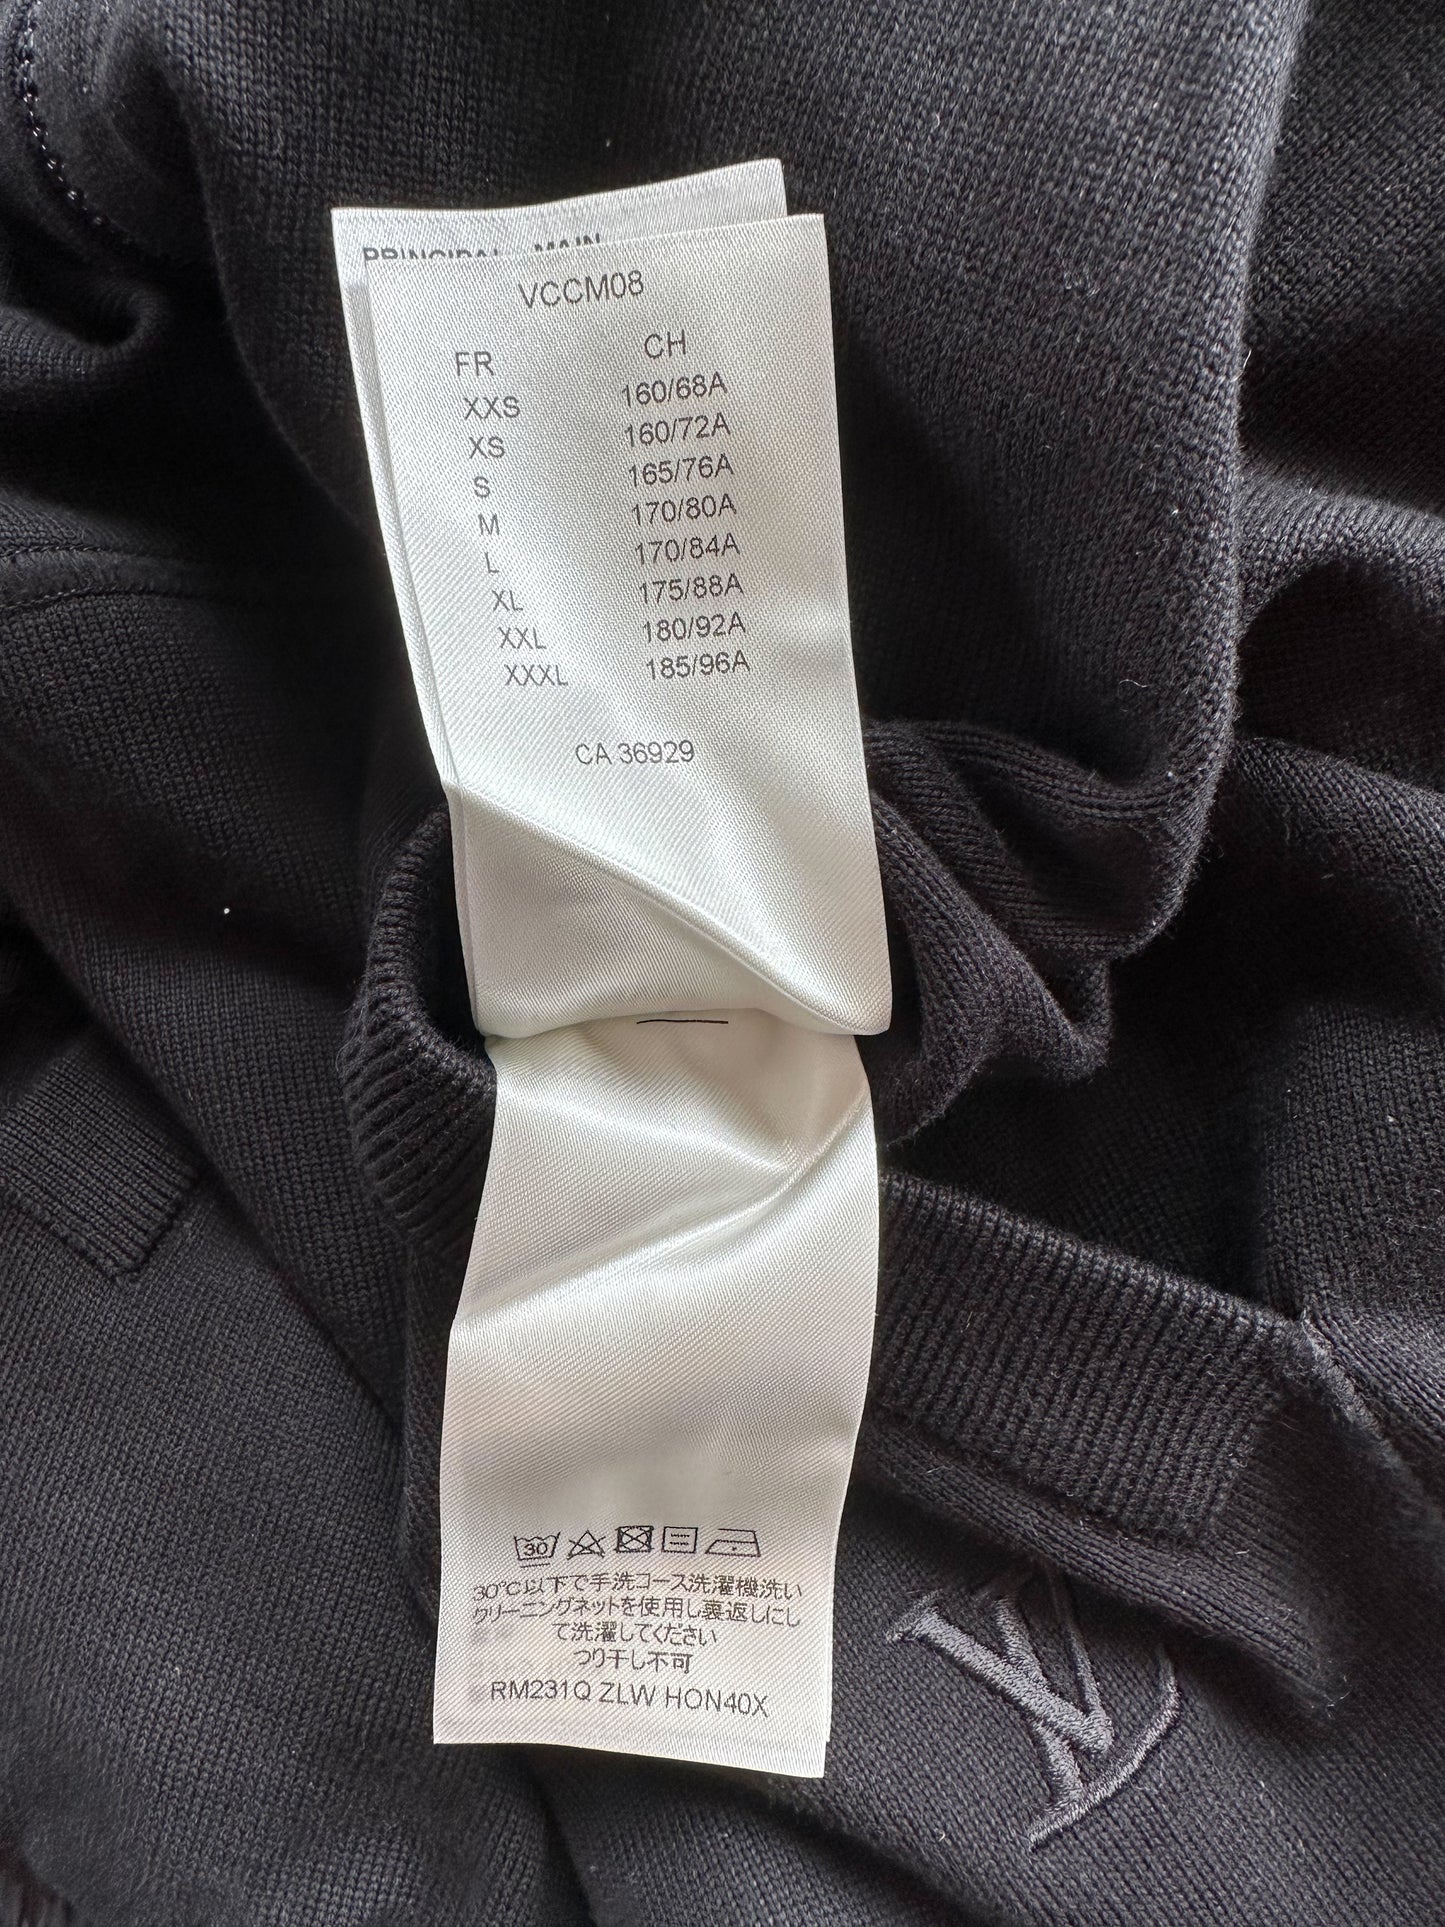 PRINCIPAL - MAIN
VCCM08
FR CH
XXS 160/68A
XS 160/72A
S 165/76A
M 170/80A
L 170/84A
XL 175/88A
XXL 180/92A
XXXL 185/96A
CA 36929
30
30℃以下で手洗コース洗濯機洗い
クリーニングネットを使用し裏返しにし
て洗濯してください
つり干し不可
RM231Q ZLW HON40X
LV